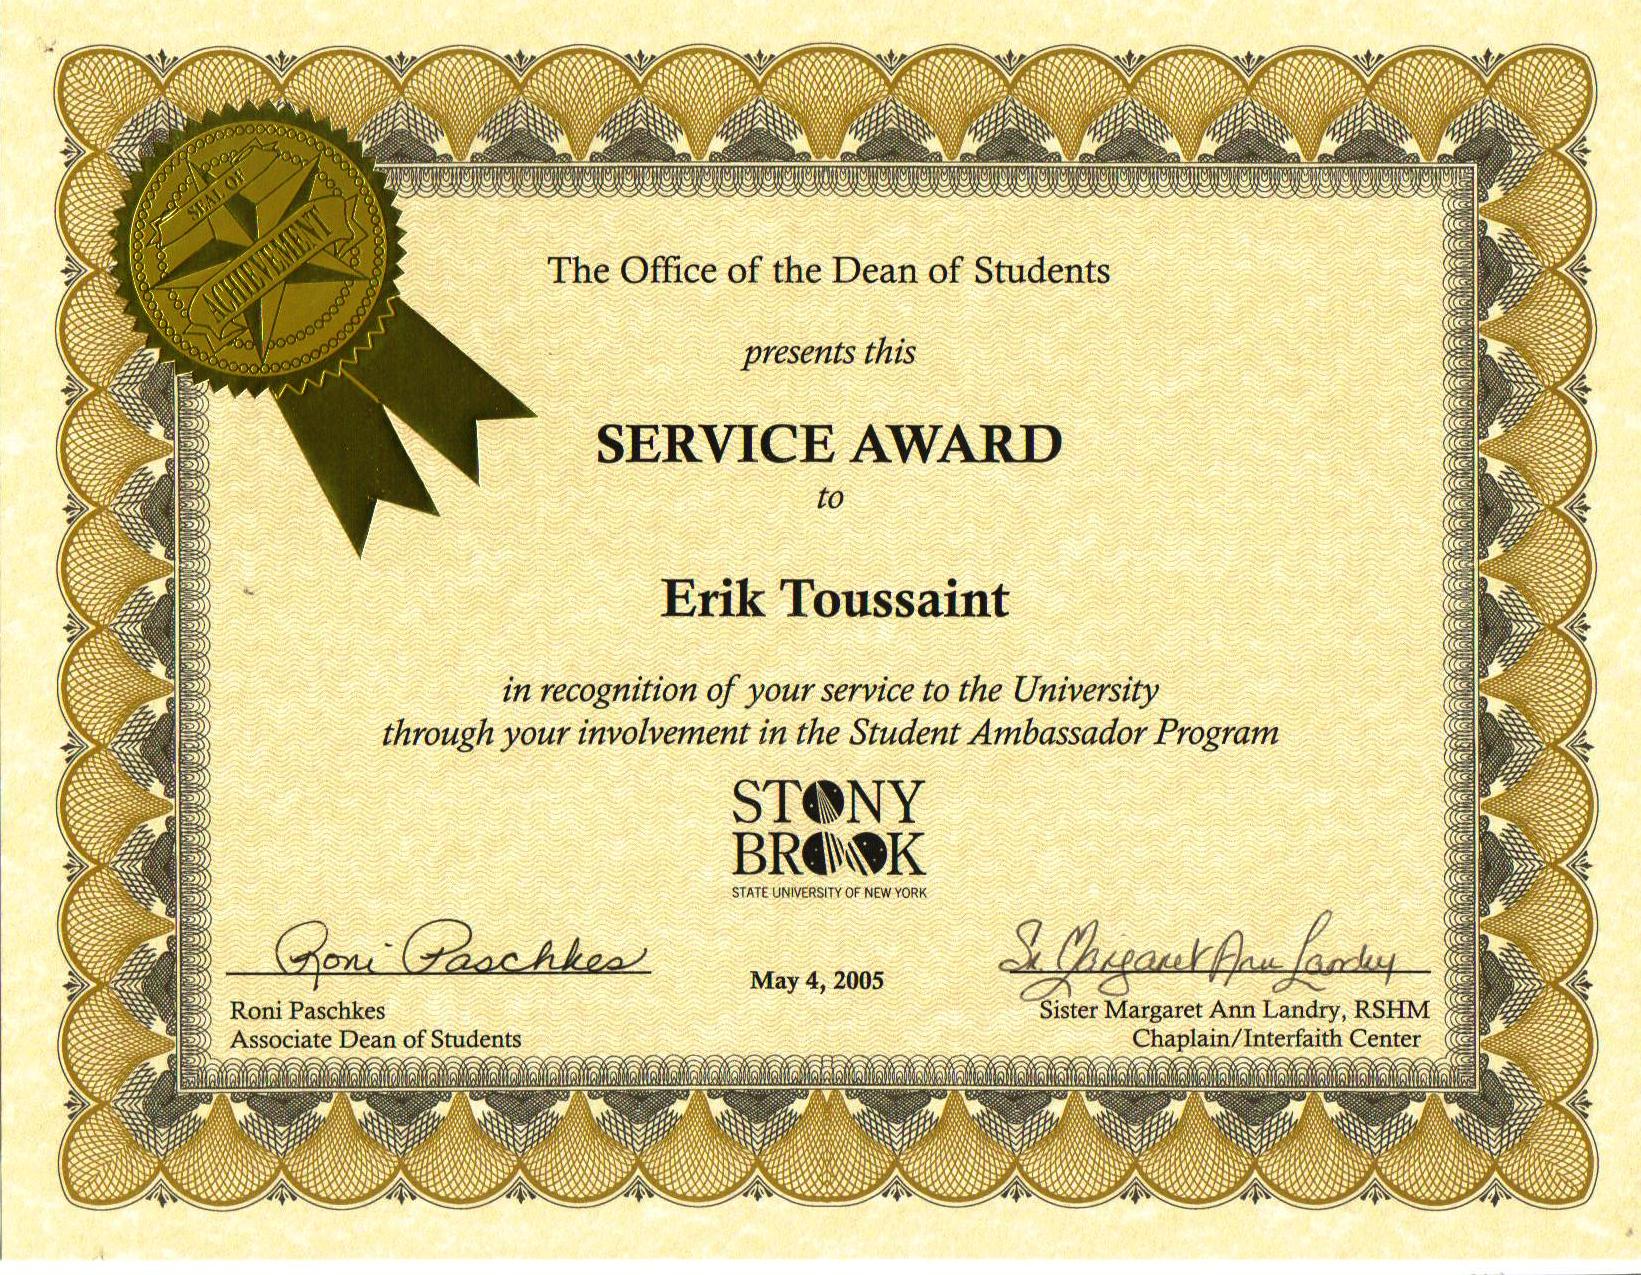 SEAL OF
ACHIEVEMENT
The Office of the Dean of Students
presents this
SERVICE AWARD
to
Erik Toussaint
in recognition of your service to the University
through your involvement in the Student Ambassador Program
STONY
BROOK
STATE UNIVERSITY OF NEW YORK
Roni Paschkes
Roni Paschkes
Associate Dean of Students
May 4, 2005
Sr. Margaret Ann Landry
Sister Margaret Ann Landry, RSHM
Chaplain/Interfaith Center